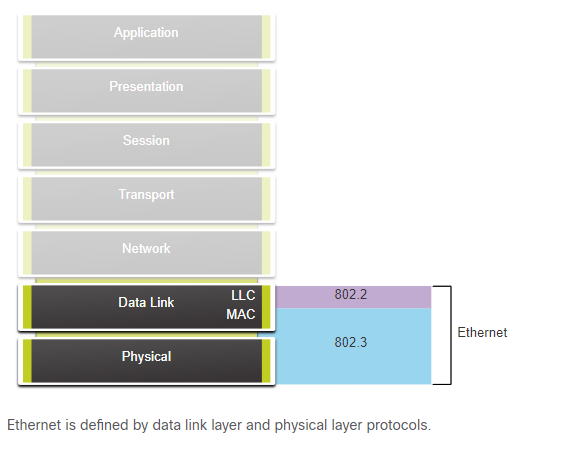 Application
Presentation
Session
Transport
Network
Data Link LLC
MAC
Physical
802.2
802.3
Ethernet
Ethernet is defined by data link layer and physical layer protocols.